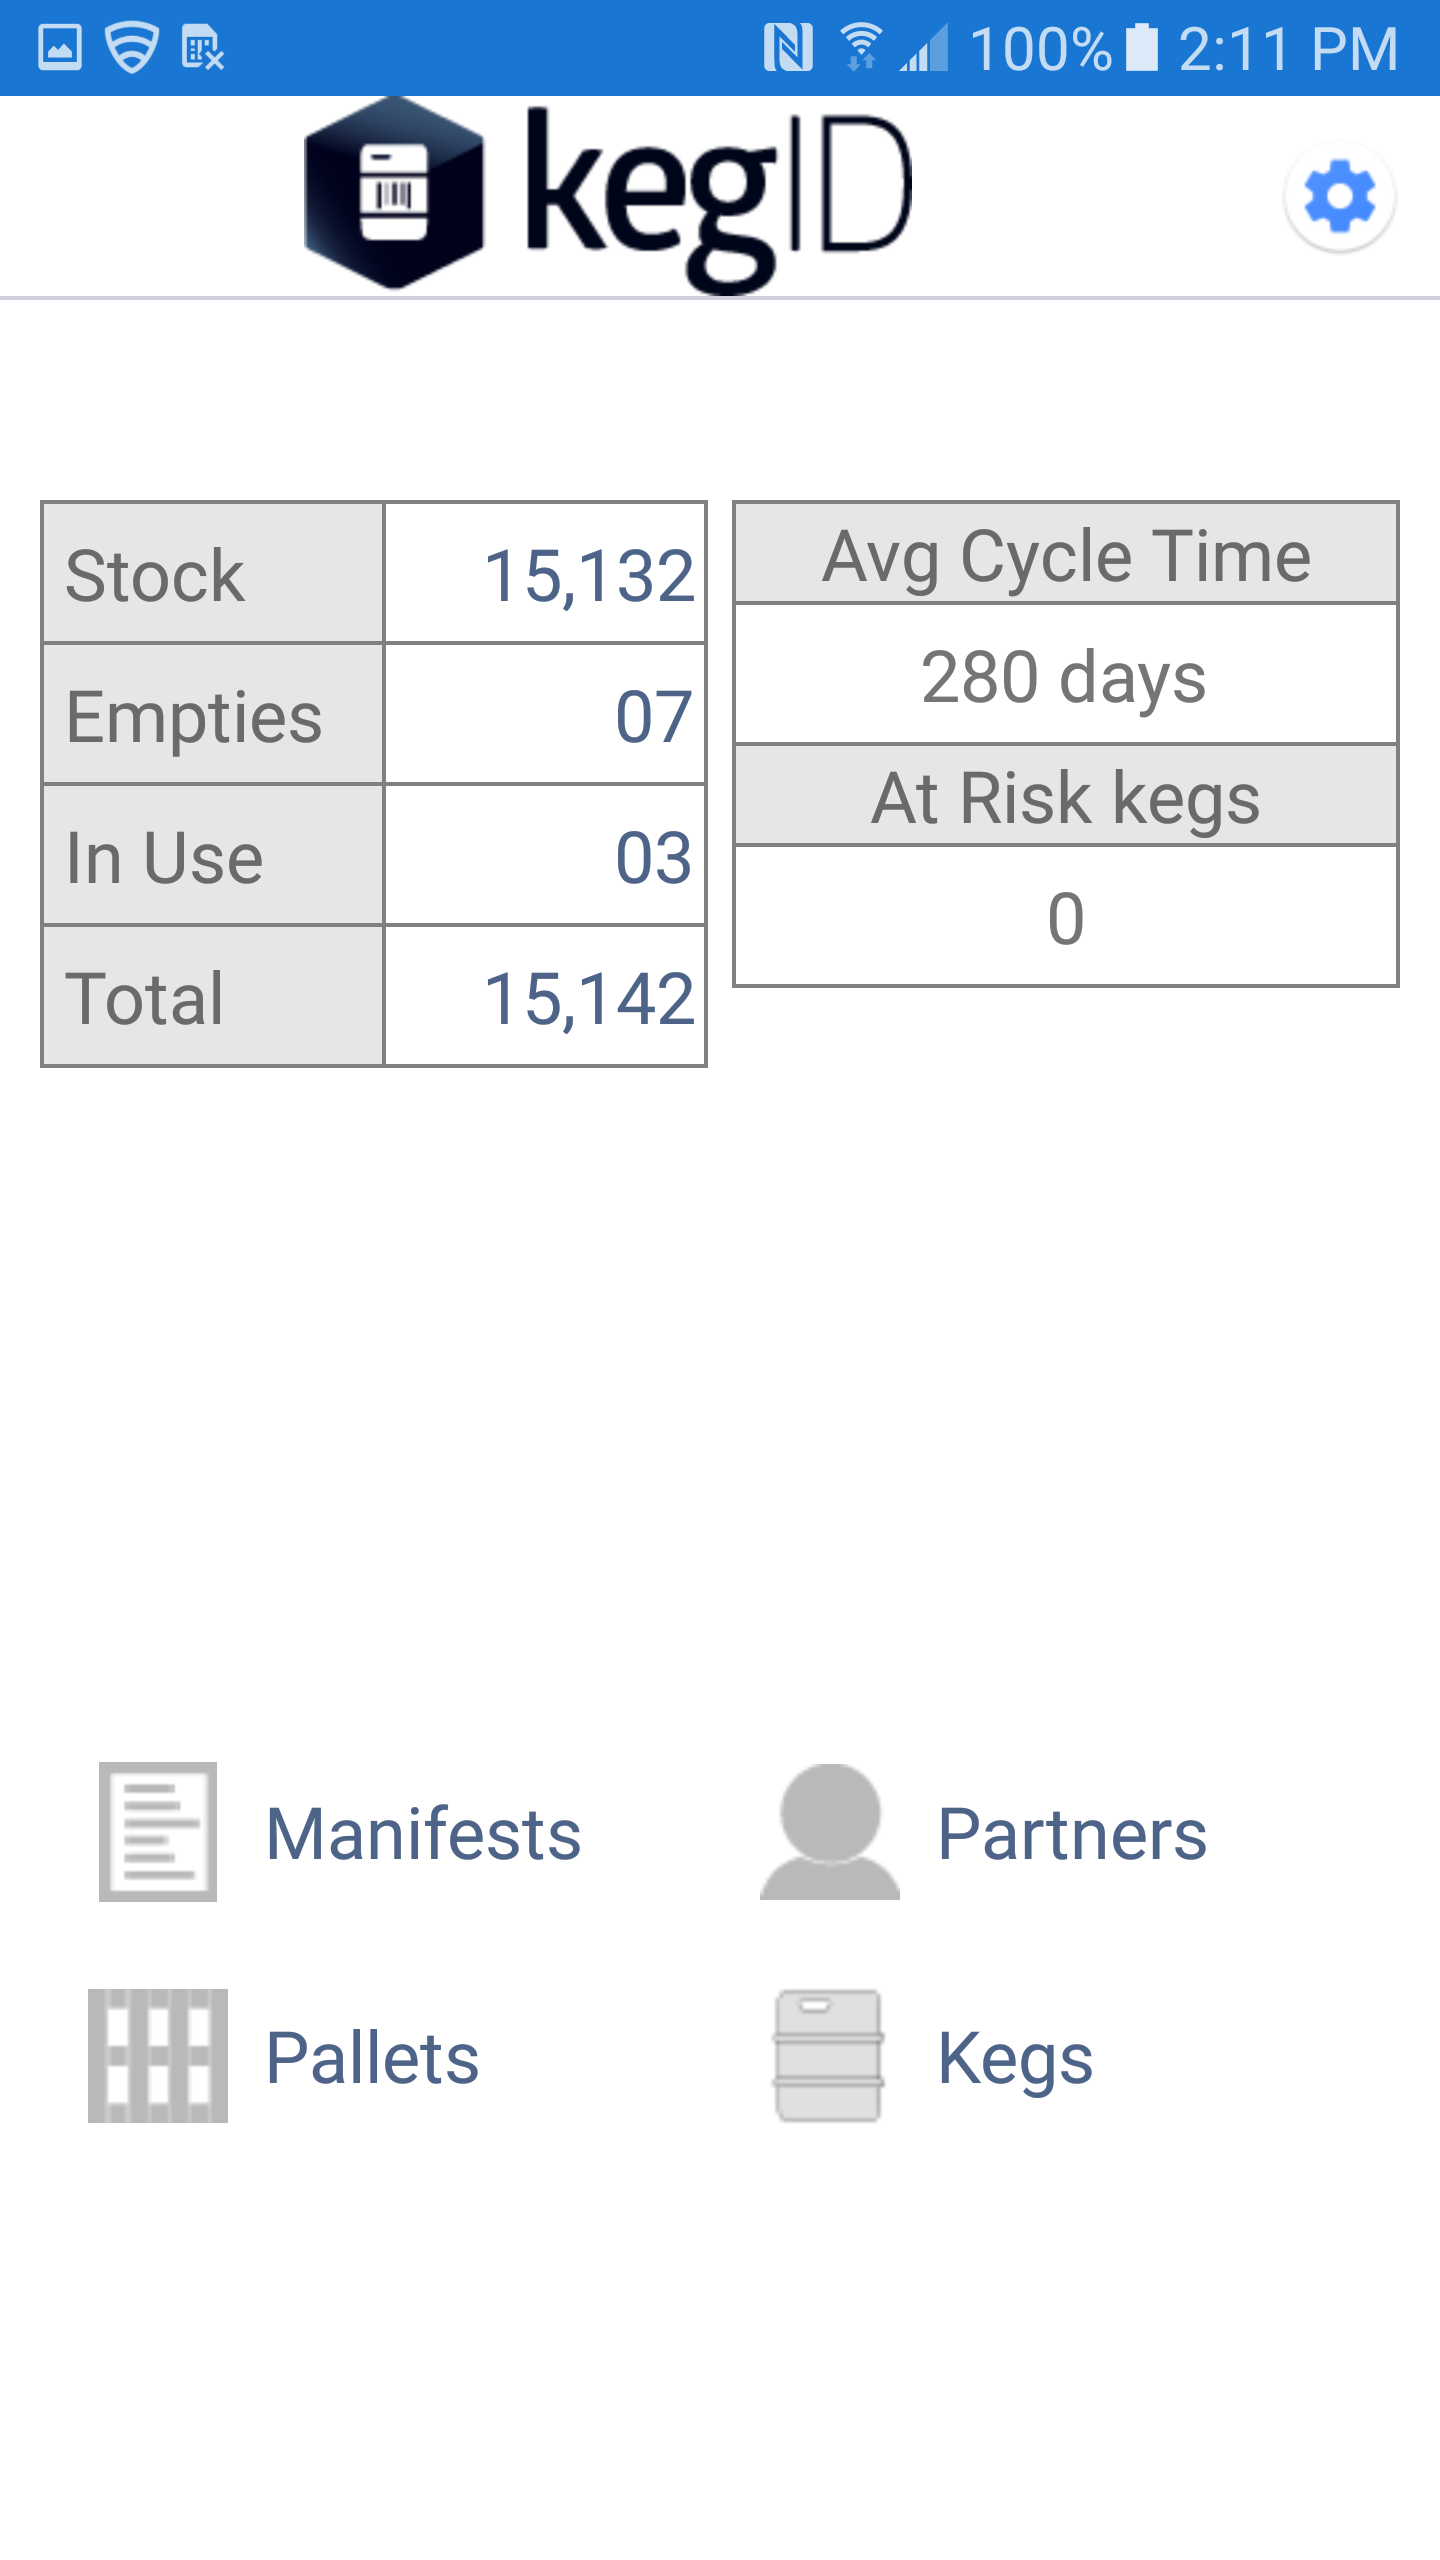 100% 2:11 PM
kegID
Stock 15,132
Empties 07
In Use 03
Total 15,142
Avg Cycle Time
280 days
At Risk kegs
0
Manifests
Partners
Pallets
Kegs